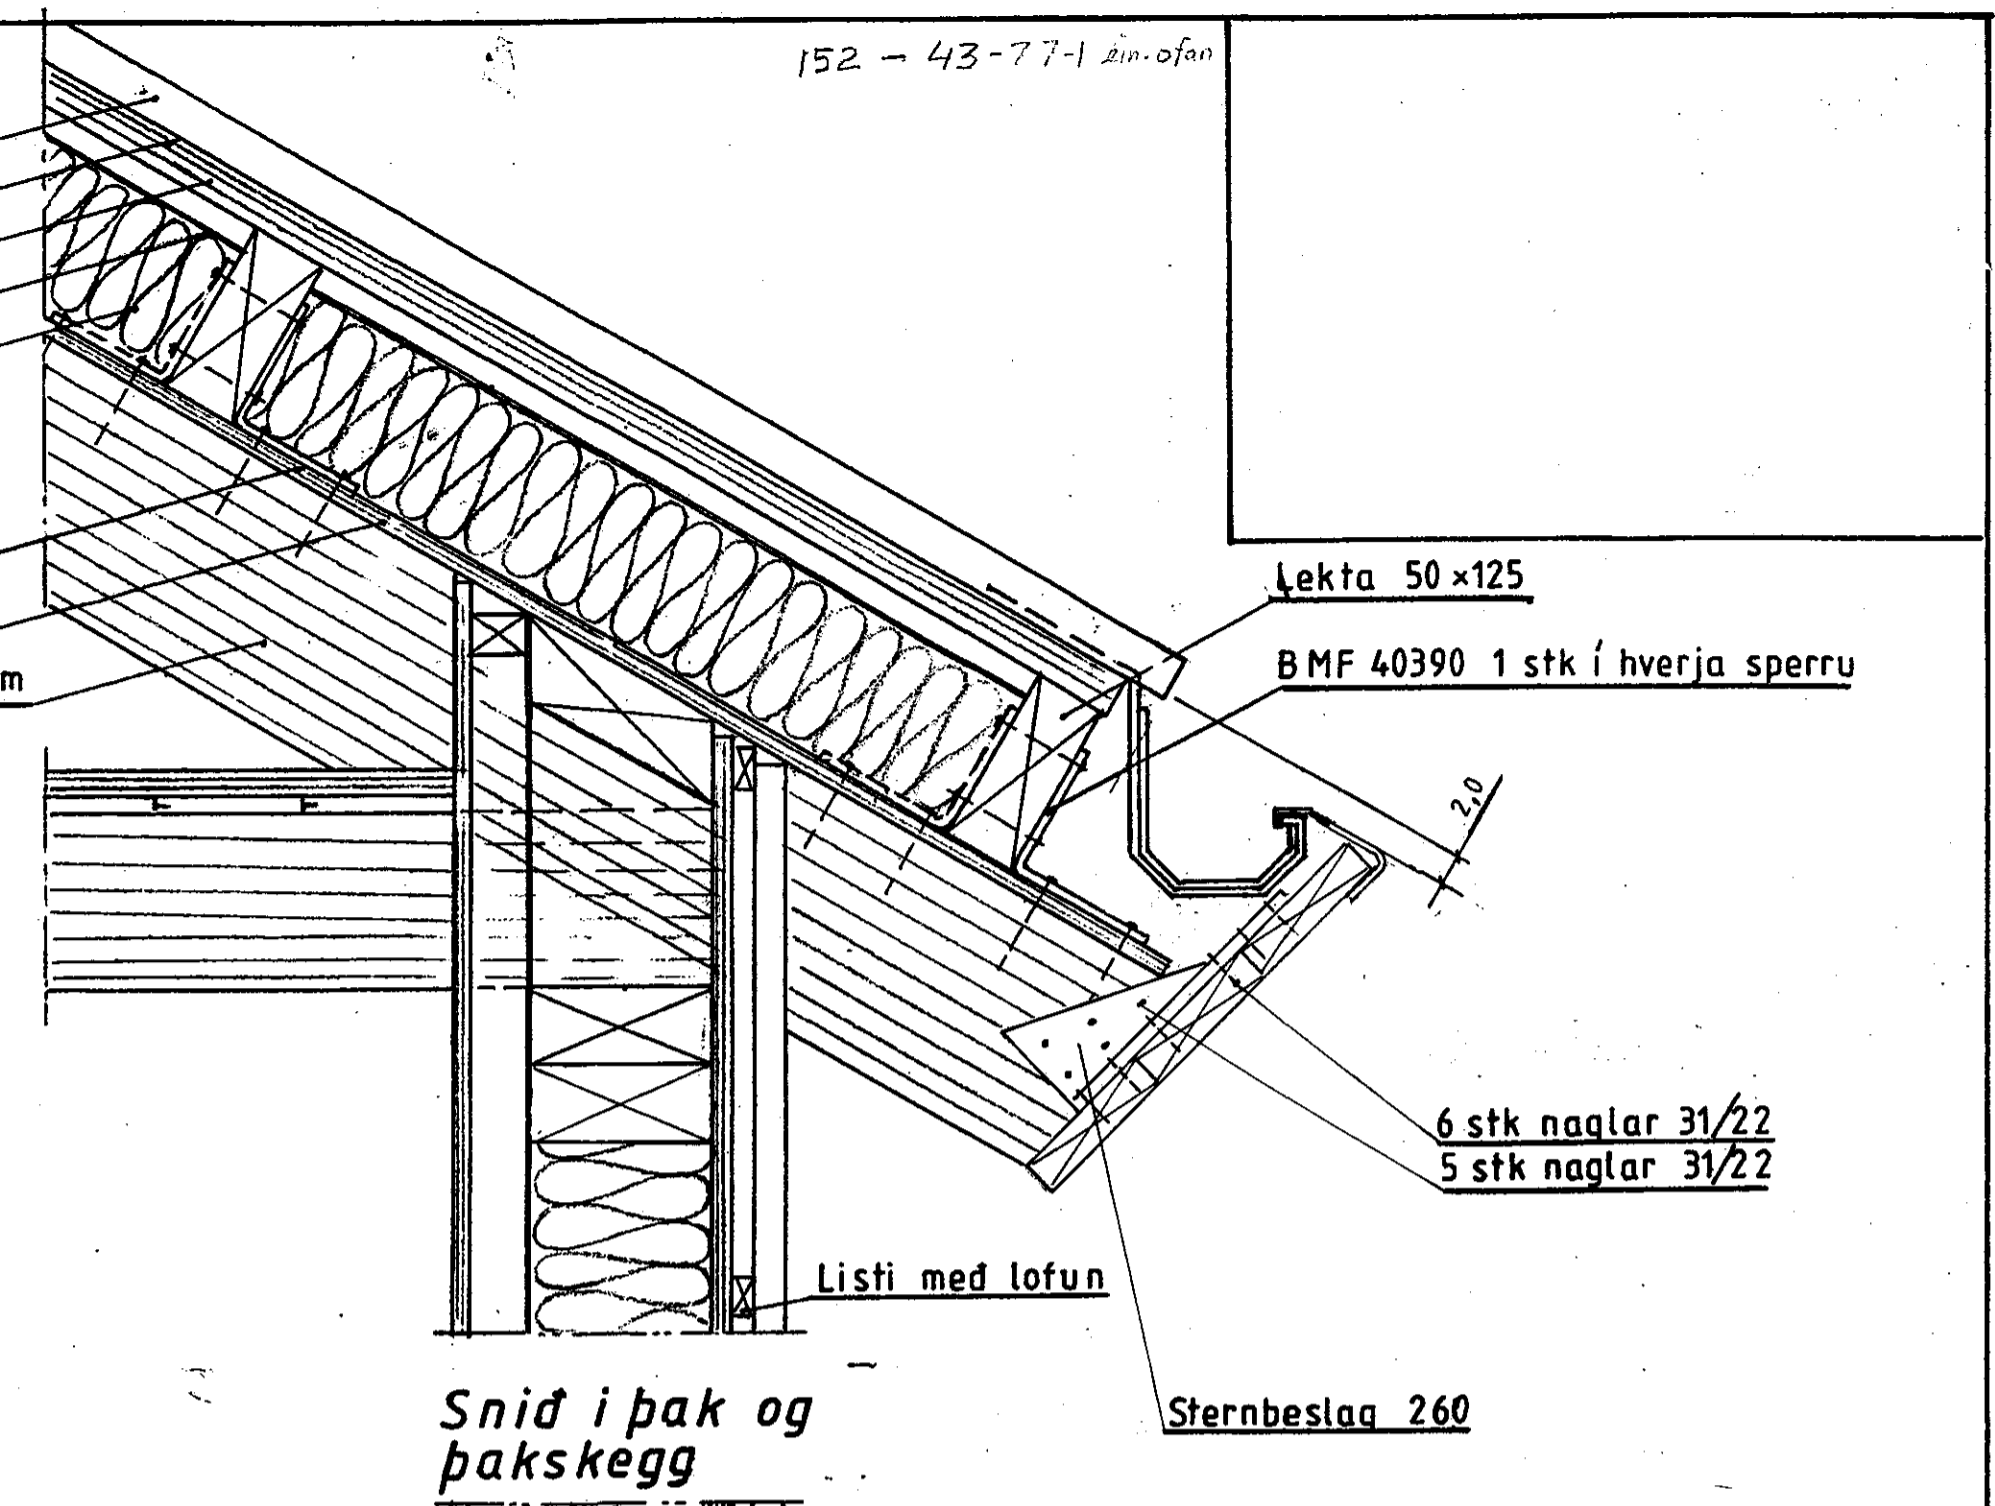 152 - 43-77-1 ein.ofan
Lekta 50×125
BMF 40390 1 stk í hverja sperru
m
2,0
6 stk naglar 31/22
5 stk naglar 31/22
Listi með lofun
Sternbeslag 260
Snið i þak og
þakskegg